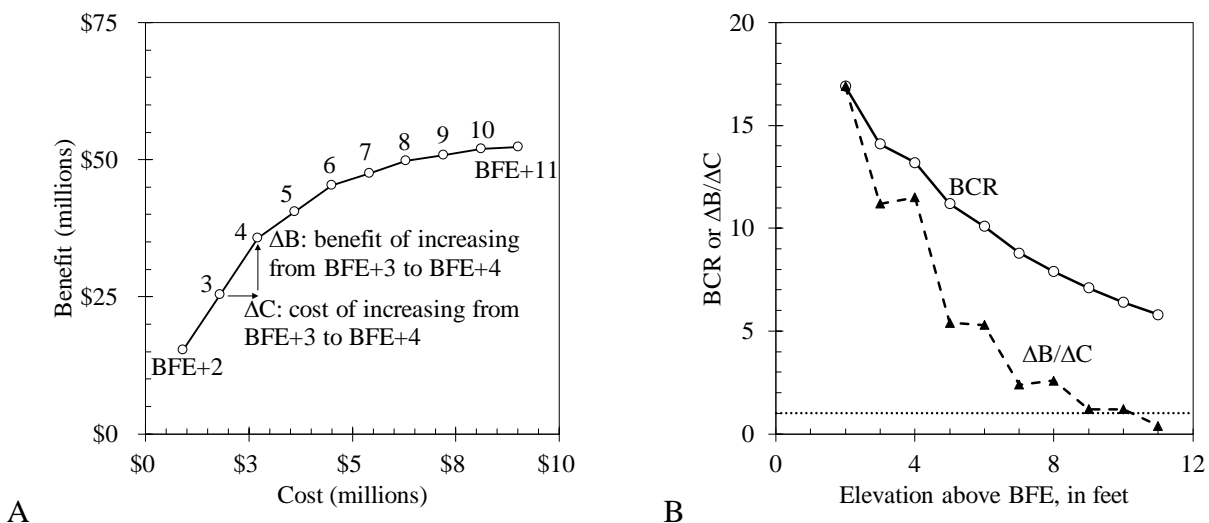 $75
$50
$25
$0
Benefit (millions)
10
9
8
7
6
5
4
3
BFE+11
BFE+2
ΔB: benefit of increasing
from BFE+3 to BFE+4
ΔC: cost of increasing from
BFE+3 to BFE+4
$0 $3 $5 $8 $10
Cost (millions)
A
20
15
10
5
0
BCR or ΔB/ΔC
BCR
ΔB/ΔC
0 4 8 12
Elevation above BFE, in feet
B